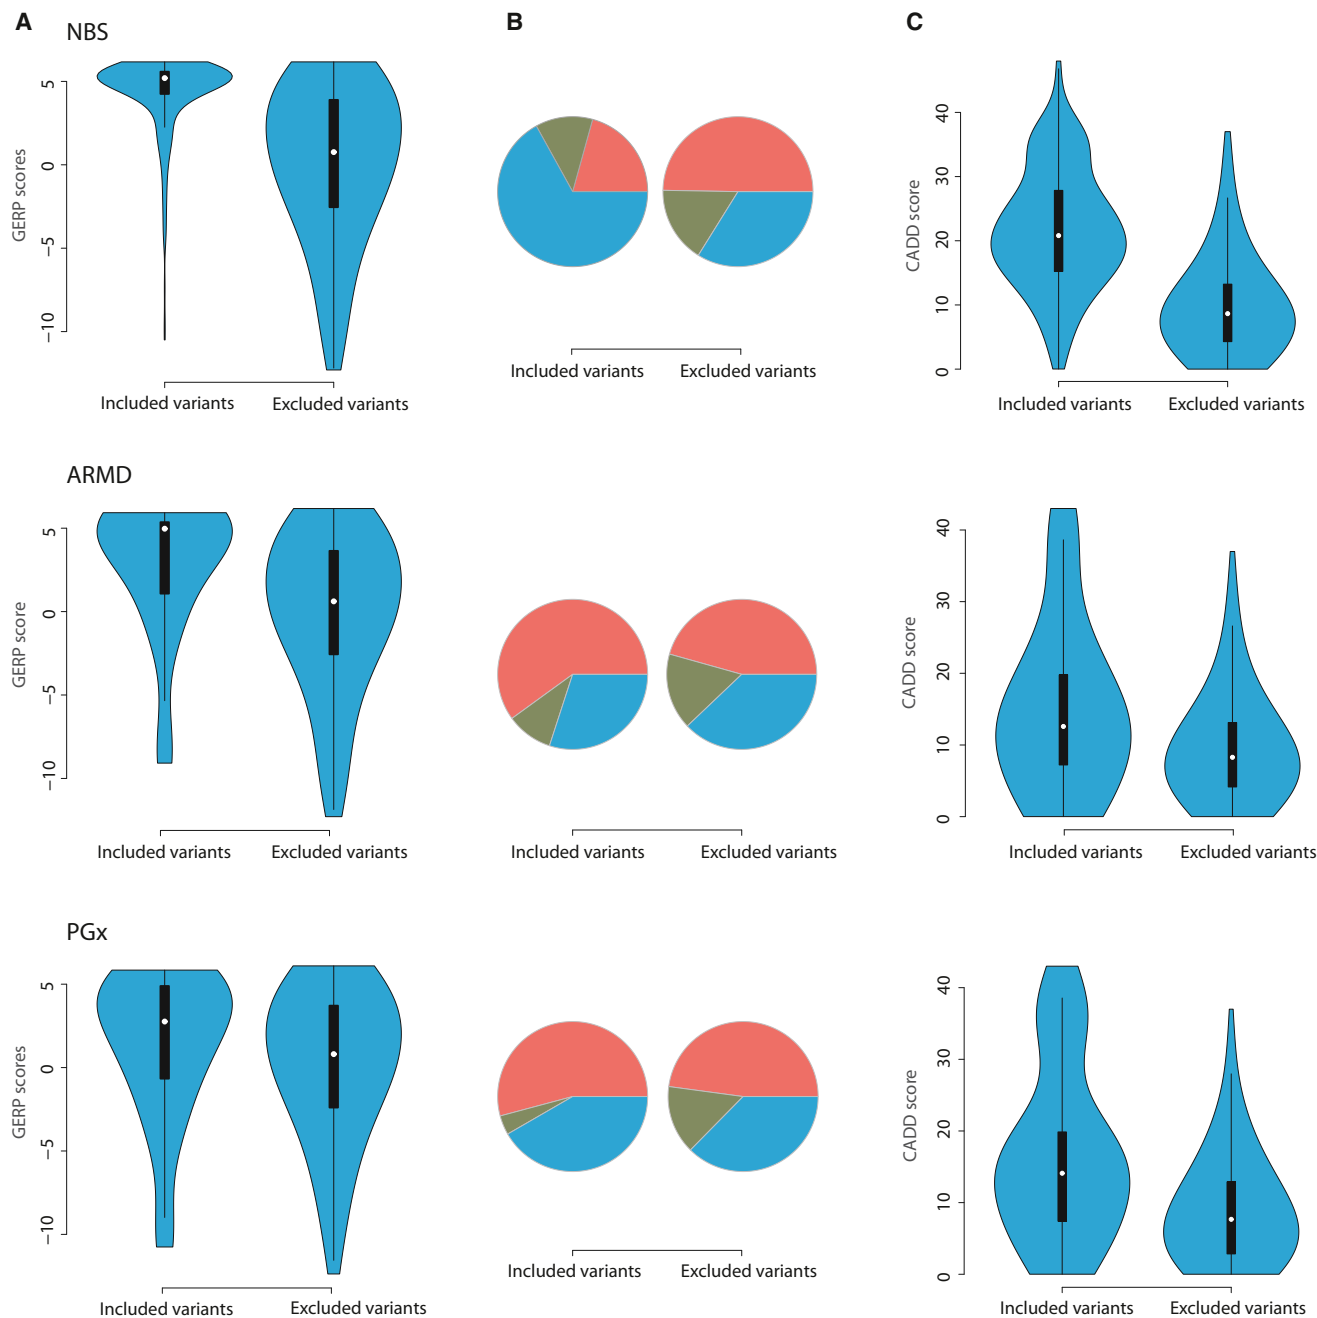 A
B
C
NBS
GERP scores
5
0
−5
−10
Included variants
Excluded variants
Included variants
Excluded variants
CADD score
40
30
20
10
0
Included variants
Excluded variants
ARMD
GERP score
5
0
−5
−10
Included variants
Excluded variants
Included variants
Excluded variants
CADD score
40
30
20
10
0
Included variants
Excluded variants
PGx
GERP scores
5
0
−5
−10
Included variants
Excluded variants
Included variants
Excluded variants
CADD score
40
30
20
10
0
Included variants
Excluded variants